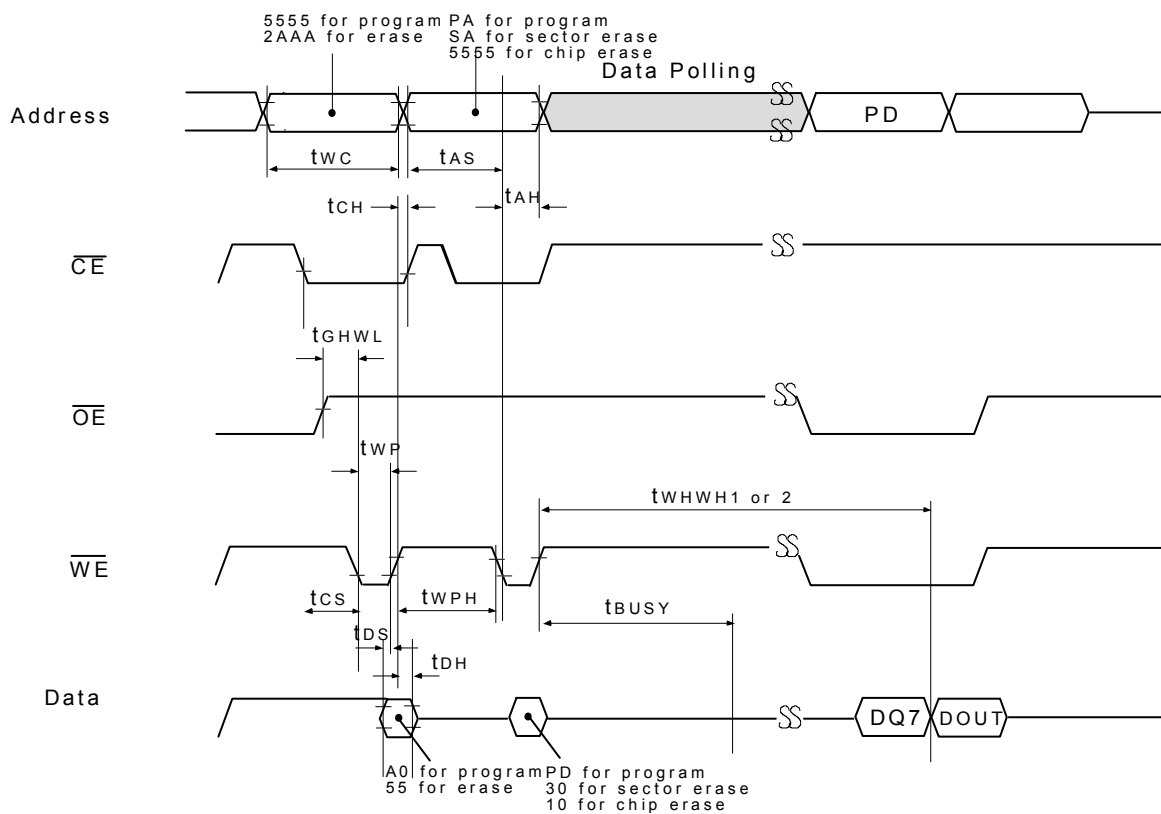 5555 for program
2AAA for erase
PA for program
SA for sector erase
5555 for chip erase
Data Polling
Address
PD
tWC
tAS
tAH
tCH
CE
tGHWL
OE
tWP
tWHWH1 or 2
WE
tCS
tWPH
tBUSY
tDS
tDH
Data
DQ7
DOUT
A0 for program
55 for erase
PD for program
30 for sector erase
10 for chip erase